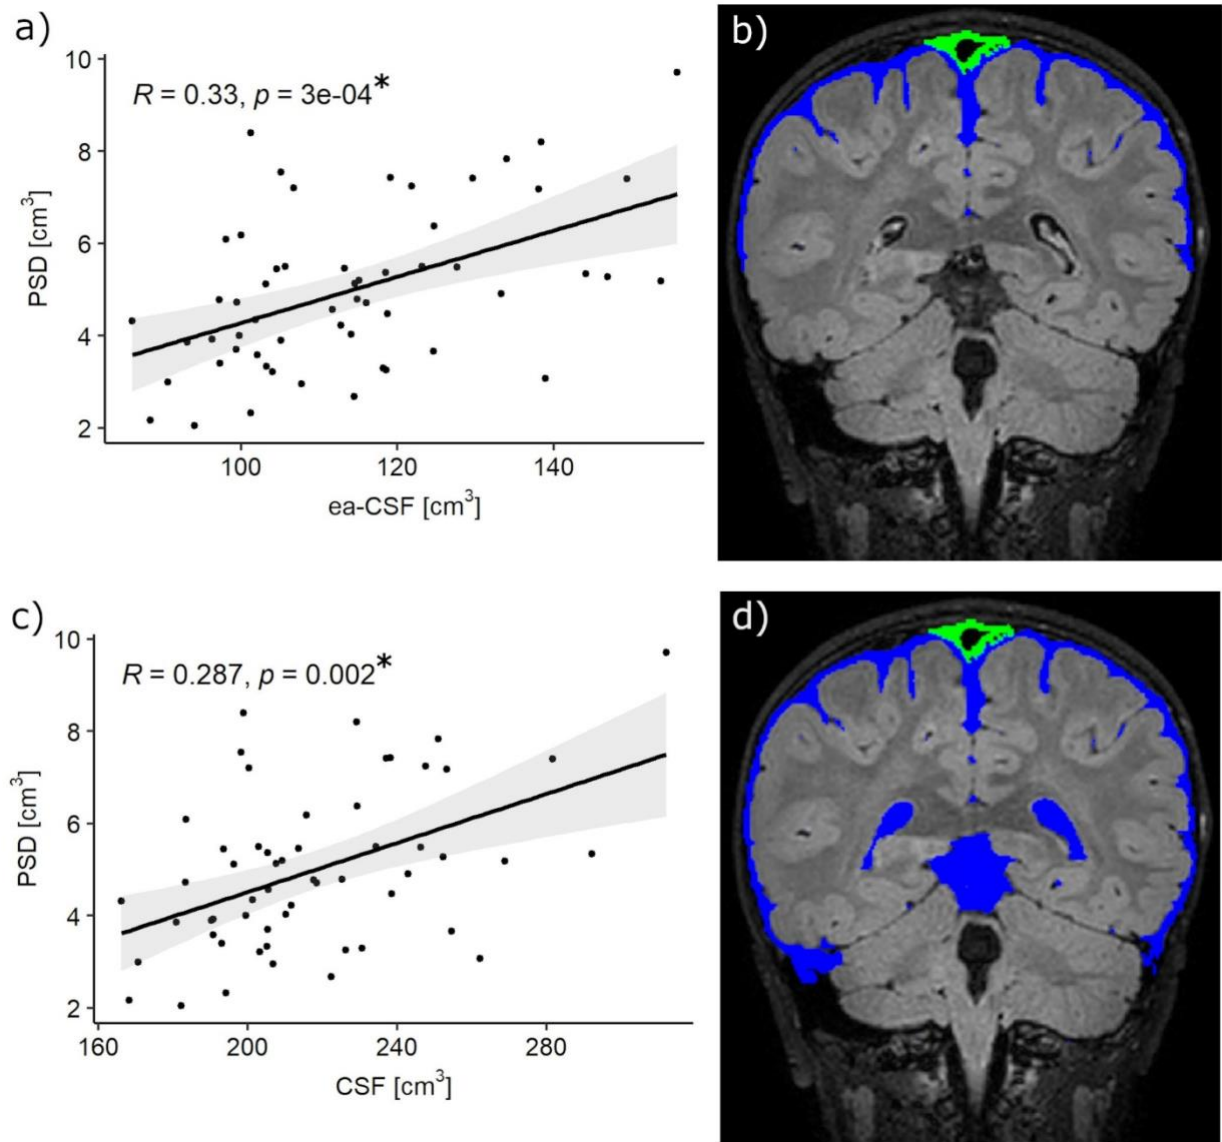 a)
R = 0.33, p = 3e-04*
PSD [cm³]
10
8
6
4
2
100 120 140
ea-CSF [cm³]
b)
c)
R = 0.287, p = 0.002*
PSD [cm³]
10
8
6
4
2
160 200 240 280
CSF [cm³]
d)